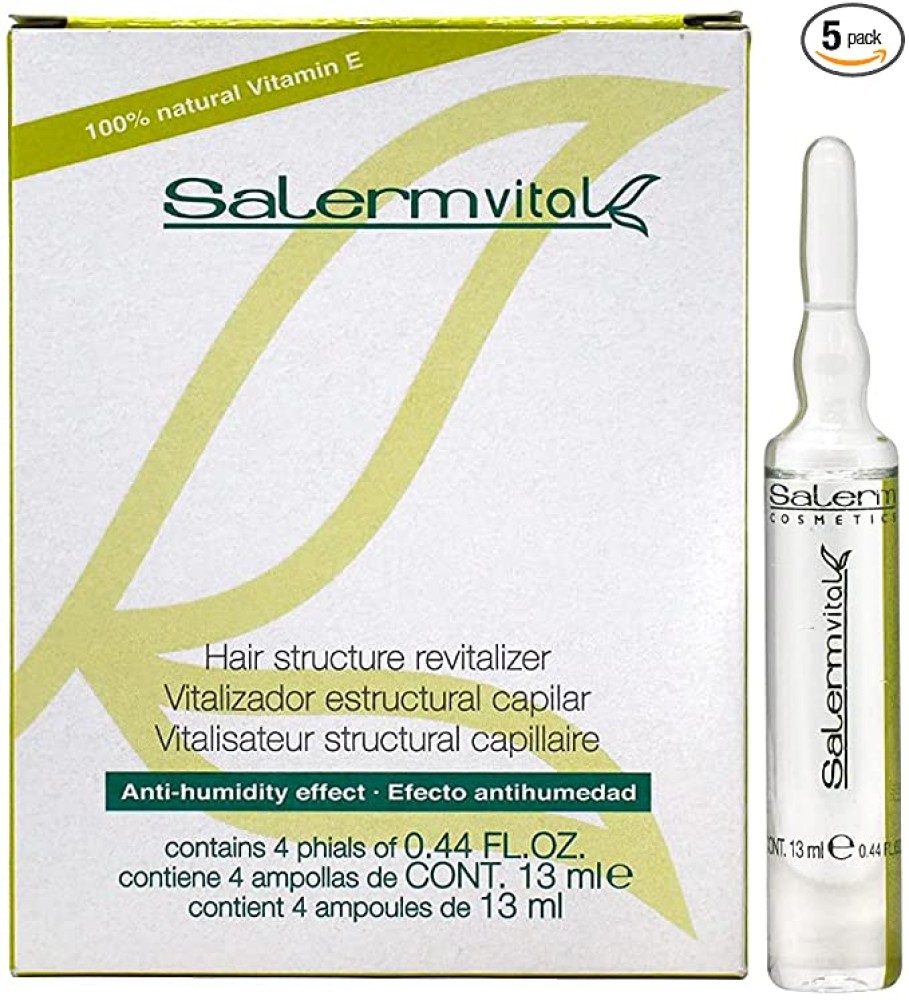 5 pack
100% natural Vitamin E
Salermvital
Hair structure revitalizer
Vitalizador estructural capilar
Vitalisateur structural capillaire
Anti-humidity effect · Efecto antihumedad
contains 4 phials of 0.44 FL.OZ.
contiene 4 ampollas de CONT. 13 ml e
contient 4 ampoules de 13 ml
Salerm
COSMETICS
Salermvital
CONT. 13 ml e 0.44 FL.